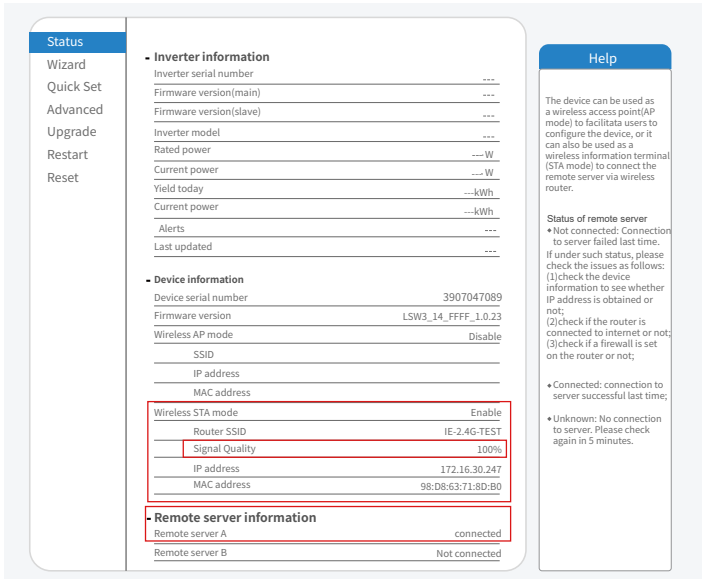 Status
Wizard
Quick Set
Advanced
Upgrade
Restart
Reset
- Inverter information
Inverter serial number ---
Firmware version(main) ---
Firmware version(slave) ---
Inverter model ---
Rated power --- W
Current power --- W
Yield today ---kWh
Current power ---kWh
Alerts ---
Last updated ---
- Device information
Device serial number 3907047089
Firmware version LSW3_14_FFFF_1.0.23
Wireless AP mode Disable
SSID
IP address
MAC address
Wireless STA mode Enable
Router SSID IE-2.4G-TEST
Signal Quality 100%
IP address 172.16.30.247
MAC address 98:D8:63:71:8D:B0
- Remote server information
Remote server A connected
Remote server B Not connected
Help
The device can be used as
a wireless access point(AP
mode) to facilitata users to
configure the device, or it
can also be used as a
wireless information terminal
(STA mode) to connect the
remote server via wireless
router.
Status of remote server
◆Not connected: Connection
to server failed last time.
If under such status, please
check the issues as follows:
(1)check the device
information to see whether
IP address is obtained or
not;
(2)check if the router is
connected to internet or not;
(3)check if a firewall is set
on the router or not;
◆Connected: connection to
server successful last time;
◆Unknown: No connection
to server. Please check
again in 5 minutes.